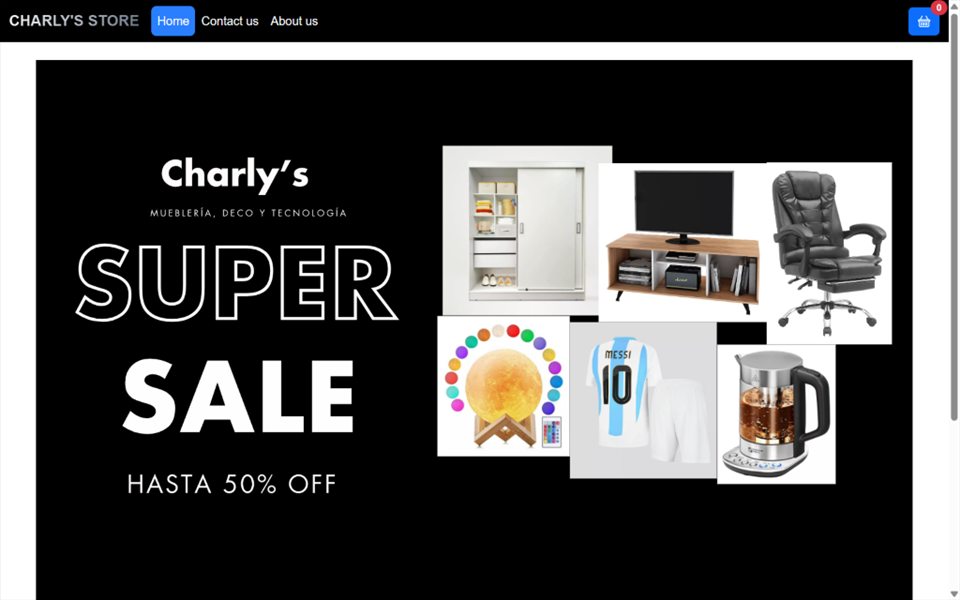 CHARLY'S STORE
Home
Contact us
About us
0
Charly's
MUEBLERÍA, DECO Y TECNOLOGÍA
SUPER
SALE
HASTA 50% OFF
MESSI
10